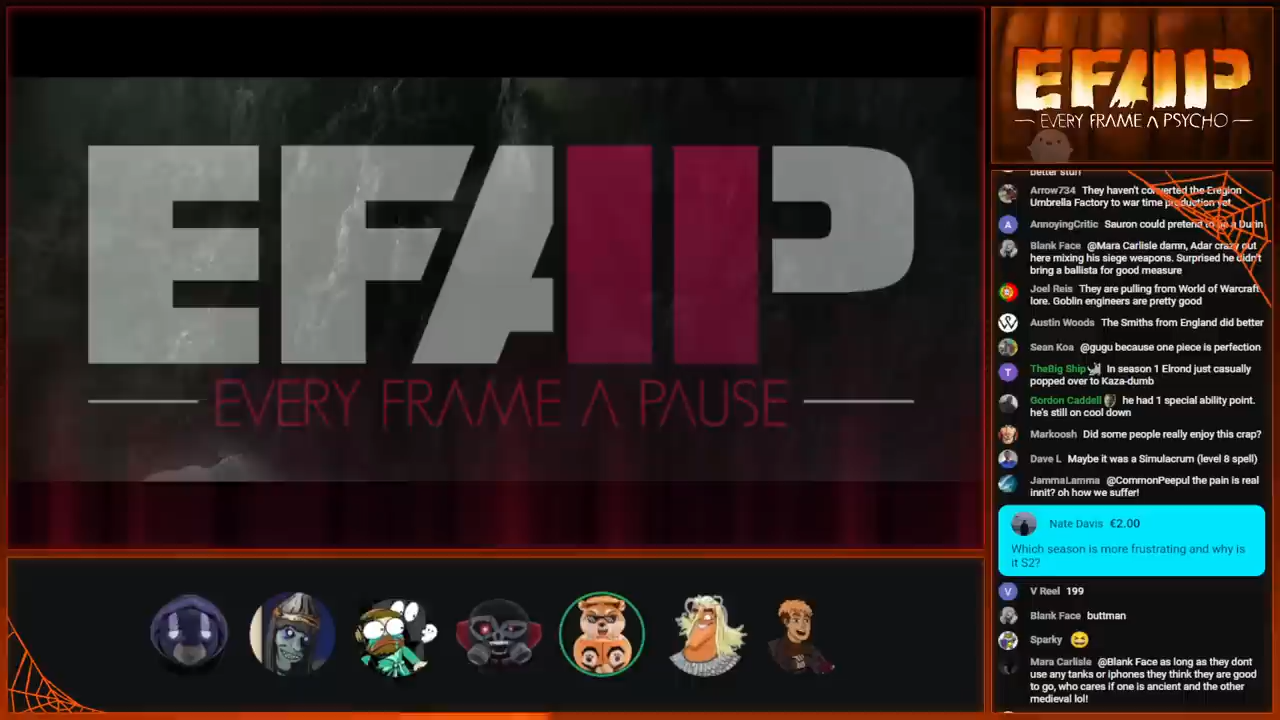 EFAIIP
EVERY FRAME A PAUSE
EFAIIP
EVERY FRAME A PSYCHO
better stuff
Arrow734 They haven't converted the Eregion
Umbrella Factory to war time production yet
A
AnnoyingCritic Sauron could pretend to be a Durin
Blank Face @Mara Carlisle damn, Adar crazy out
here mixing his siege weapons. Surprised he didn't
bring a ballista for good measure
Joel Reis They are pulling from World of Warcraft
lore. Goblin engineers are pretty good
Austin Woods The Smiths from England did better
Sean Koa @gugu because one piece is perfection
T
TheBig Ship In season 1 Elrond just casually
popped over to Kaza-dumb
Gordon Caddell he had 1 special ability point.
he's still on cool down
Markoosh Did some people really enjoy this crap?
Dave L Maybe it was a Simulacrum (level 8 spell)
JammaLamma @CommonPeepul the pain is real
innit? oh how we suffer!
Nate Davis €2.00
Which season is more frustrating and why is
it S2?
V
V Reel 199
Blank Face buttman
Sparky
Mara Carlisle @Blank Face as long as they dont
use any tanks or iphones they think they are good
to go, who cares if one is ancient and the other
medieval lol!